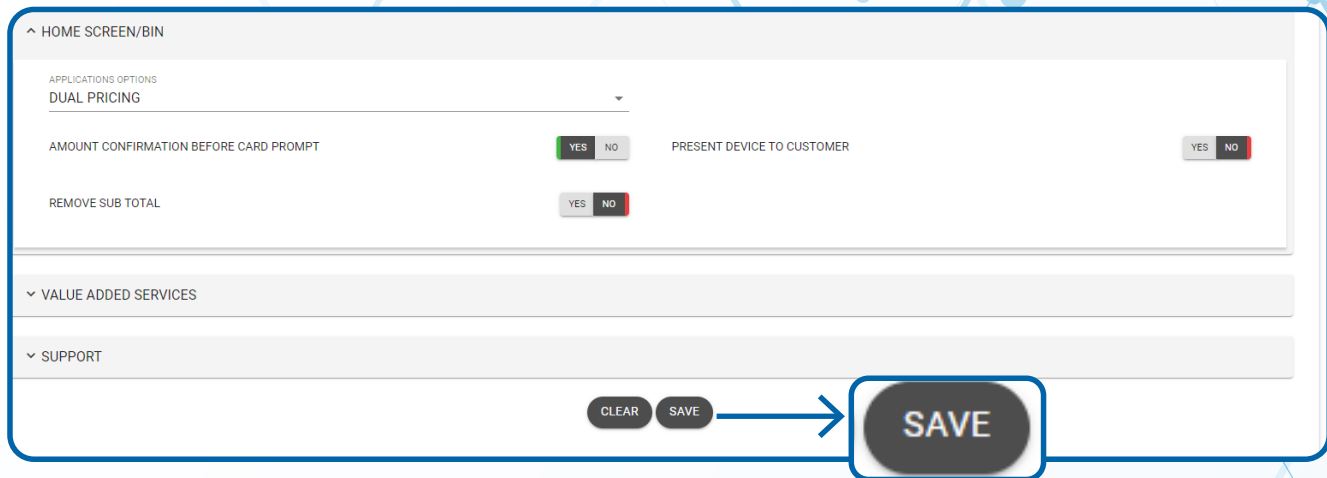 HOME SCREEN/BIN
APPLICATIONS OPTIONS
DUAL PRICING
AMOUNT CONFIRMATION BEFORE CARD PROMPT YES NO PRESENT DEVICE TO CUSTOMER YES NO
REMOVE SUB TOTAL YES NO
VALUE ADDED SERVICES
SUPPORT
CLEAR SAVE SAVE